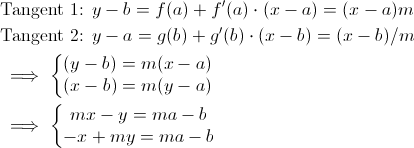 Tangent 1: y − b = f(a) + f′(a) · (x − a) = (x − a)m
Tangent 2: y − a = g(b) + g′(b) · (x − b) = (x − b)/m
⟹ { (y − b) = m(x − a)
(x − b) = m(y − a)
⟹ { mx − y = ma − b
−x + my = ma − b